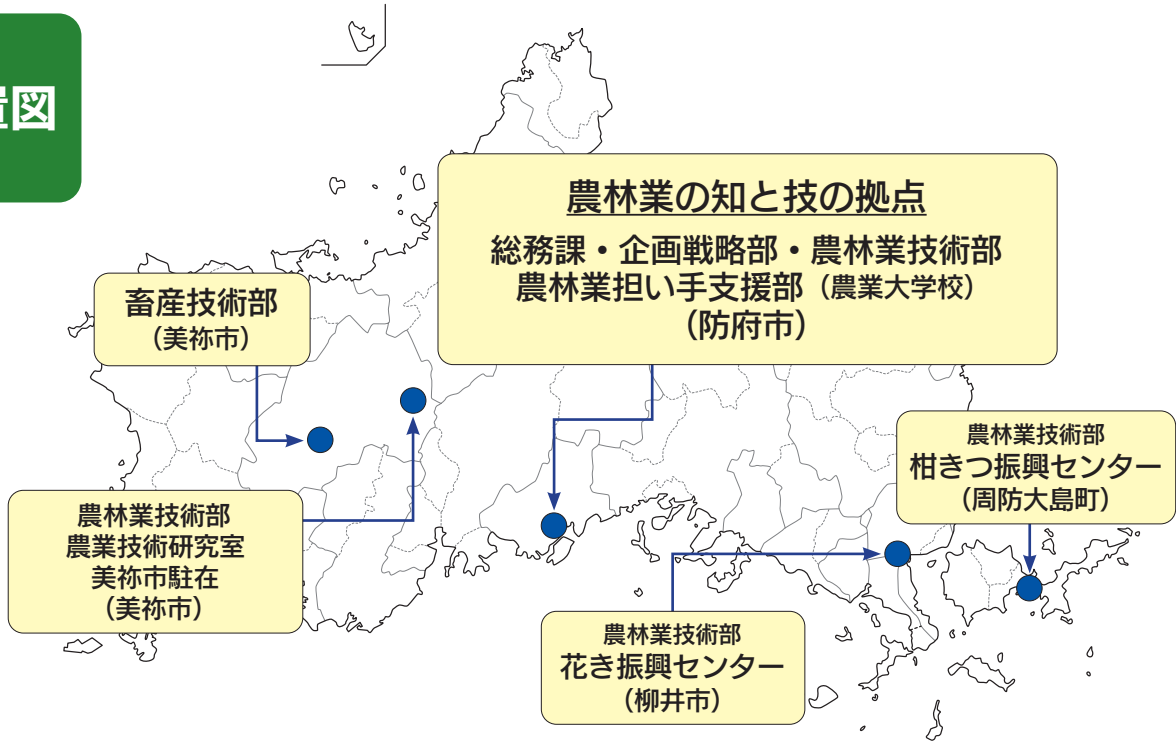 置図
農林業の知と技の拠点
総務課・企画戦略部・農林業技術部
農林業担い手支援部（農業大学校）
（防府市）
畜産技術部
（美祢市）
農林業技術部
農業技術研究室
美祢市駐在
（美祢市）
農林業技術部
柑きつ振興センター
（周防大島町）
農林業技術部
花き振興センター
（柳井市）